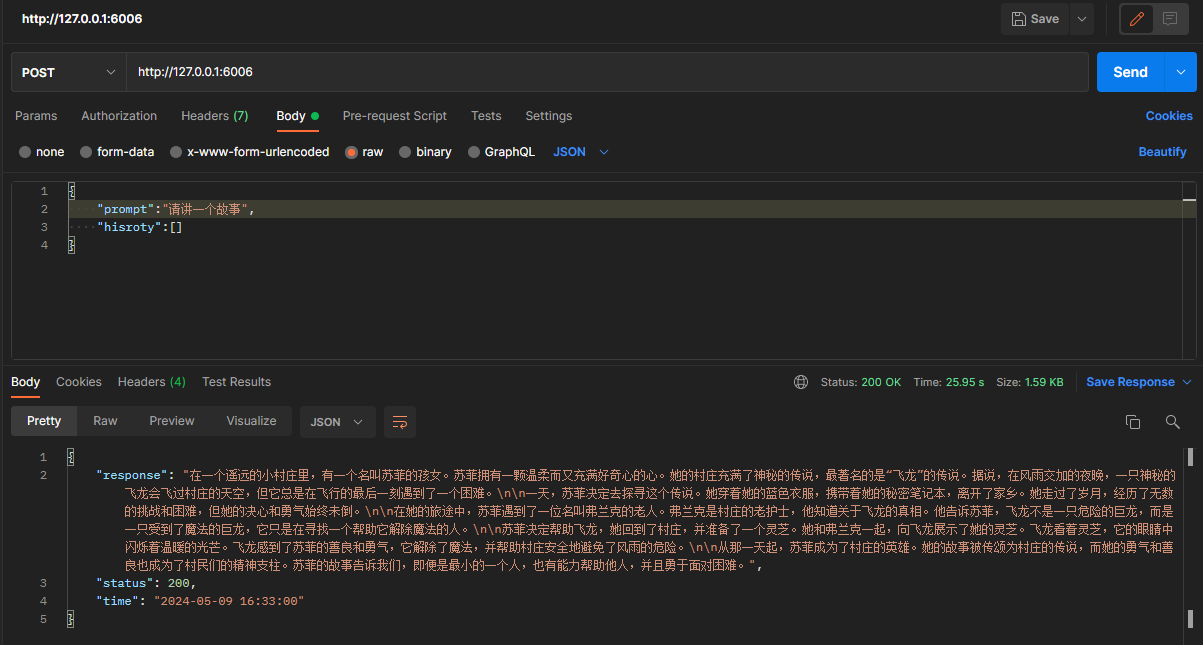 http://127.0.0.1:6006
Save
POST
http://127.0.0.1:6006
Send
Params Authorization Headers (7) Body Pre-request Script Tests Settings Cookies
none form-data x-www-form-urlencoded raw binary GraphQL JSON Beautify
1 {
2 "prompt":"请讲一个故事",
3 "hisroty":[]
4 }
Body Cookies Headers (4) Test Results Status: 200 OK Time: 25.95 s Size: 1.59 KB Save Response
Pretty Raw Preview Visualize JSON
1 {
2 "response": "在一个遥远的小村庄里，有一个名叫苏菲的孩女。苏菲拥有一颗温柔而又充满好奇心的心。她的村庄充满了神秘的传说，最著名的是“飞龙”的传说。据说，在风雨交加的夜晚，一只神秘的
飞龙会飞过村庄的天空，但它总是在飞行的最后一刻遇到了一个困难。\n\n一天，苏菲决定去探寻这个传说。她穿着她的蓝色衣服，携带着她的秘密笔记本，离开了家乡。她走过了岁月，经历了无数
的挑战和困难，但她的决心和勇气始终未倒。\n\n在她的旅途中，苏菲遇到了一位名叫弗兰克的老人。弗兰克是村庄的老护士，他知道关于飞龙的真相。他告诉苏菲，飞龙不是一只危险的巨龙，而是
一只受到了魔法的巨龙，它只是在寻找一个帮助它解除魔法的人。\n\n苏菲决定帮助飞龙，她回到了村庄，并准备了一个灵芝。她和弗兰克一起，向飞龙展示了她的灵芝。飞龙看着灵芝，它的眼睛中
闪烁着温暖的光芒。飞龙感到了苏菲的善良和勇气，它解除了魔法，并帮助村庄安全地避免了风雨的危险。\n\n从那一天起，苏菲成为了村庄的英雄。她的故事被传颂为村庄的传说，而她的勇气和善
良也成为了村民们的精神支柱。苏菲的故事告诉我们，即便是最小的一个人，也有能力帮助他人，并且勇于面对困难。",
3 "status": 200,
4 "time": "2024-05-09 16:33:00"
5 }